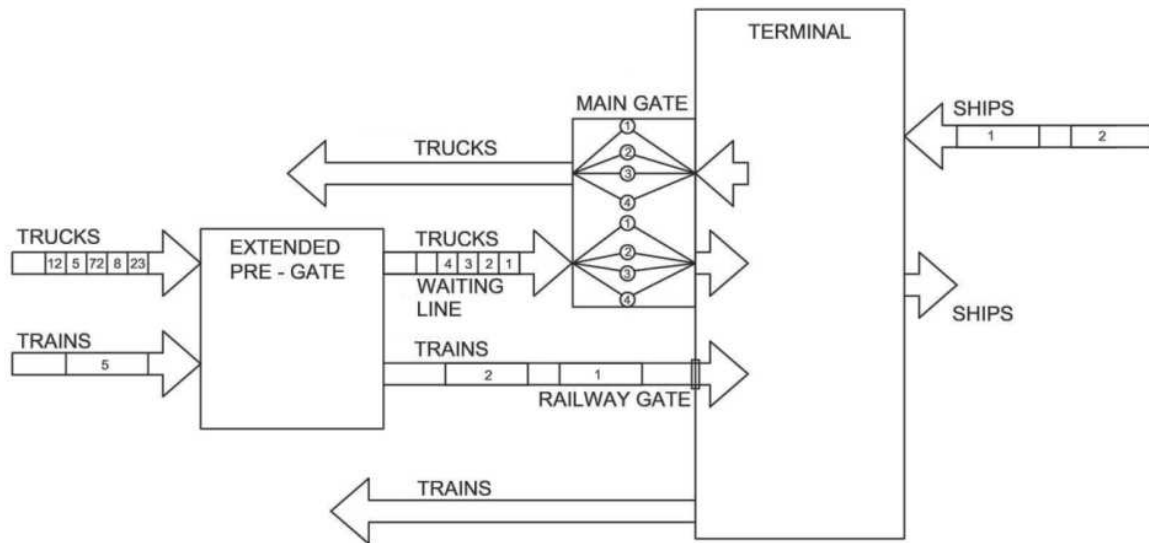 TERMINAL
MAIN GATE
SHIPS
1 2
TRUCKS
1
2
3
4
1
2
3
4
TRUCKS
12 5 72 8 23
EXTENDED
PRE - GATE
TRUCKS
4 3 2 1
WAITING
LINE
SHIPS
TRAINS
5
TRAINS
2 1
RAILWAY GATE
TRAINS